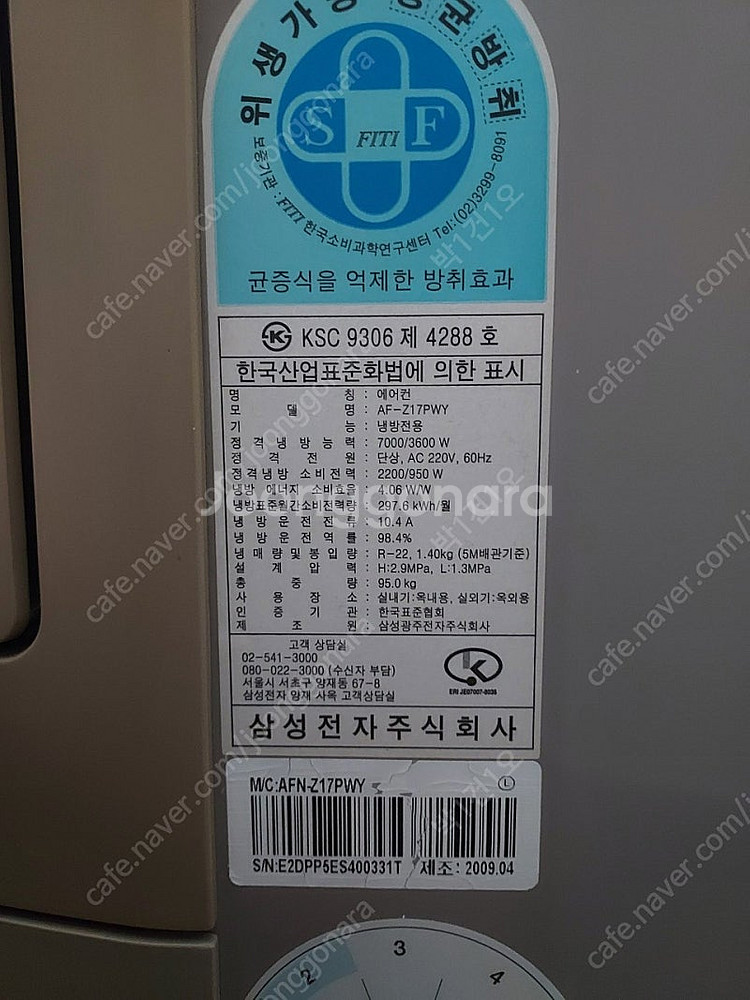 위생가공
항균방취
S FITI F
보증기관 : FITI 한국소비과학연구센터 Tel:(02)3299-8091
균증식을 억제한 방취효과
KSC 9306 제 4288 호
한국산업표준화법에 의한 표시
명 칭 : 에어컨
모 델 명 : AF-Z17PWY
기 능 : 냉방전용
정 격 냉 방 능 력 : 7000/3600 W
정 격 전 원 : 단상, AC 220V, 60Hz
정격냉방 소비전력 : 2200/950 W
냉방 에너지 소비효율 : 4.06 W/W
냉방표준월간소비전력량 : 297.6 kWh/월
냉 방 운 전 전 류 : 10.4 A
냉 방 운 전 역 률 : 98.4%
냉 매 량 및 봉 입 량 : R-22, 1.40kg (5M배관기준)
설 계 압 력 : H:2.9MPa, L:1.3MPa
총 중 량 : 95.0 kg
사 용 장 소 : 실내기:옥내용, 실외기:옥외용
인 증 기 관 : 한국표준협회
제 조 원 : 삼성광주전자주식회사
고객 상담실
02-541-3000
080-022-3000 (수신자 부담)
서울시 서초구 양재동 67-8
삼성전자 양재 사옥 고객상담실
ERI JE07007-0036
삼성전자주식회사
M/C:AFN-Z17PWY L
S/N:E2DPP5ES400331T 제조: 2009.04
2 3 4
joonggonara
cafe.naver.com/joonggonara
박1건1오